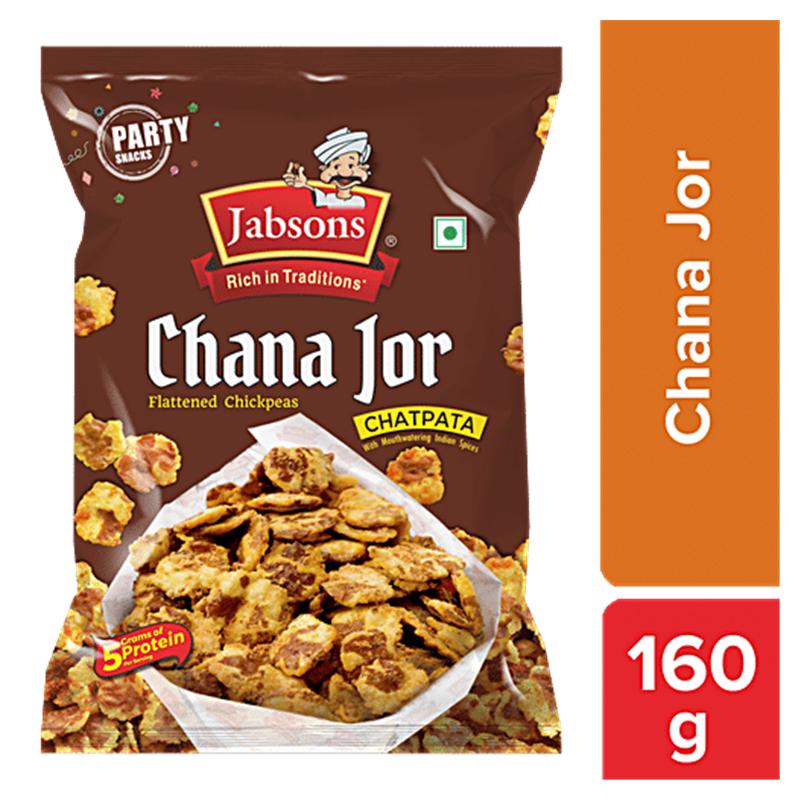 PARTY
SNACKS
Jabsons
®
Rich in Traditions™
Chana Jor
Flattened Chickpeas
CHATPATA
With Mouthwatering Indian Spices
5 Grams of
Protein
Per Serving
Chana Jor
160
g